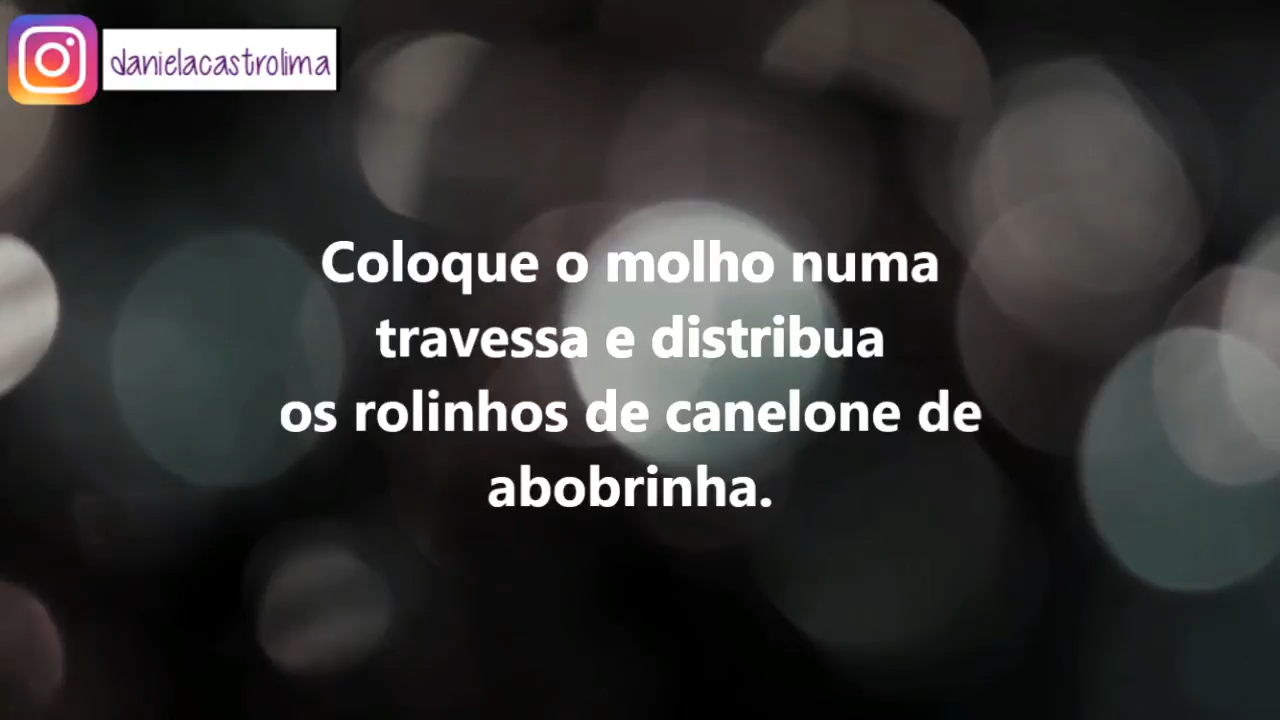 danielacastrolima
Coloque o molho numa
travessa e distribua
os rolinhos de canelone de
abobrinha.